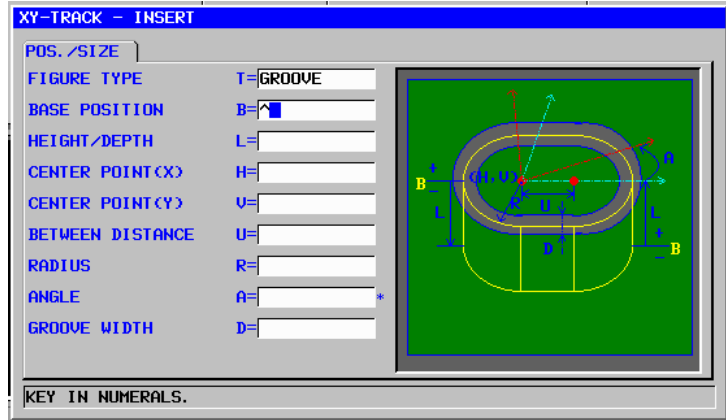 XY-TRACK - INSERT
POS./SIZE
FIGURE TYPE T=GROOVE
BASE POSITION B=^
HEIGHT/DEPTH L=
CENTER POINT(X) H=
CENTER POINT(Y) V=
BETWEEN DISTANCE U=
RADIUS R=
ANGLE A= *
GROOVE WIDTH D=
A
+
B
-
(H,V)
L
R
U
D
L
+
B
-
KEY IN NUMERALS.